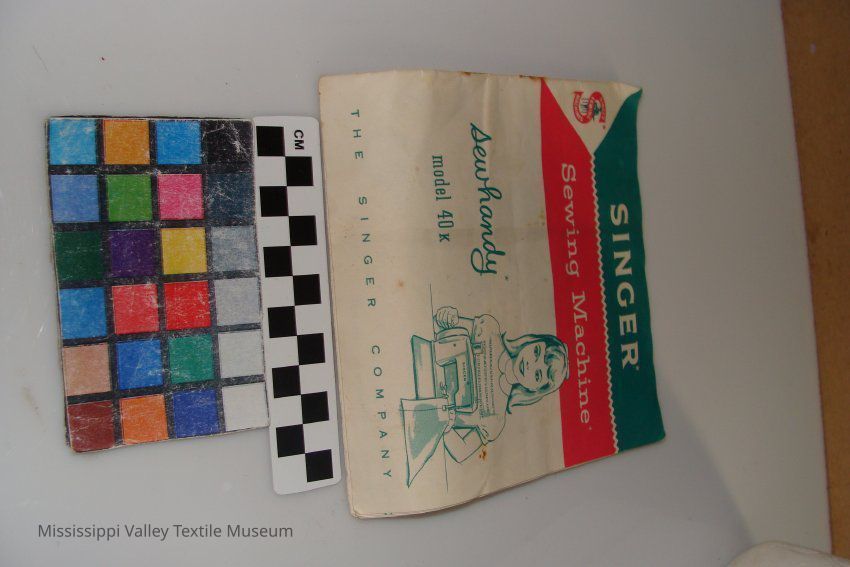 SINGER
Sewing Machine
Sewhandy
model 40 K
THE SINGER COMPANY
CM
Mississippi Valley Textile Museum